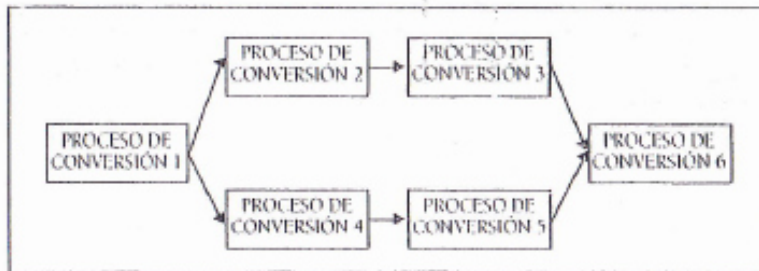 PROCESO DE
CONVERSIÓN 2
PROCESO DE
CONVERSIÓN 3
PROCESO DE
CONVERSIÓN 1
PROCESO DE
CONVERSIÓN 6
PROCESO DE
CONVERSIÓN 4
PROCESO DE
CONVERSIÓN 5